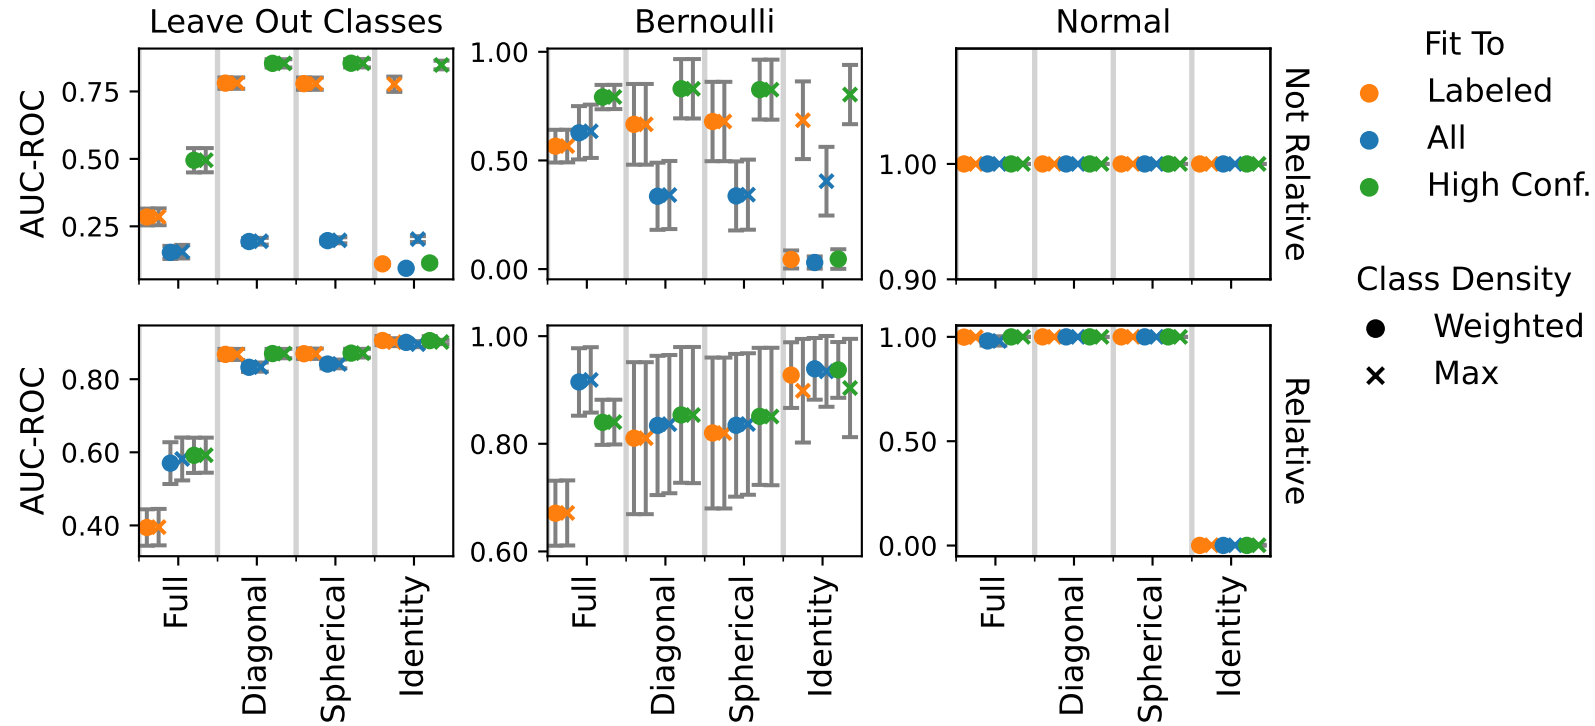 Leave Out Classes
Bernoulli
Normal
AUC-ROC
0.75
0.50
0.25
1.00
0.50
0.00
1.00
0.90
Not Relative
AUC-ROC
0.80
0.60
0.40
1.00
0.80
0.60
1.00
0.50
0.00
Relative
Full
Diagonal
Spherical
Identity
Full
Diagonal
Spherical
Identity
Full
Diagonal
Spherical
Identity
Fit To
Labeled
All
High Conf.
Class Density
Weighted
Max